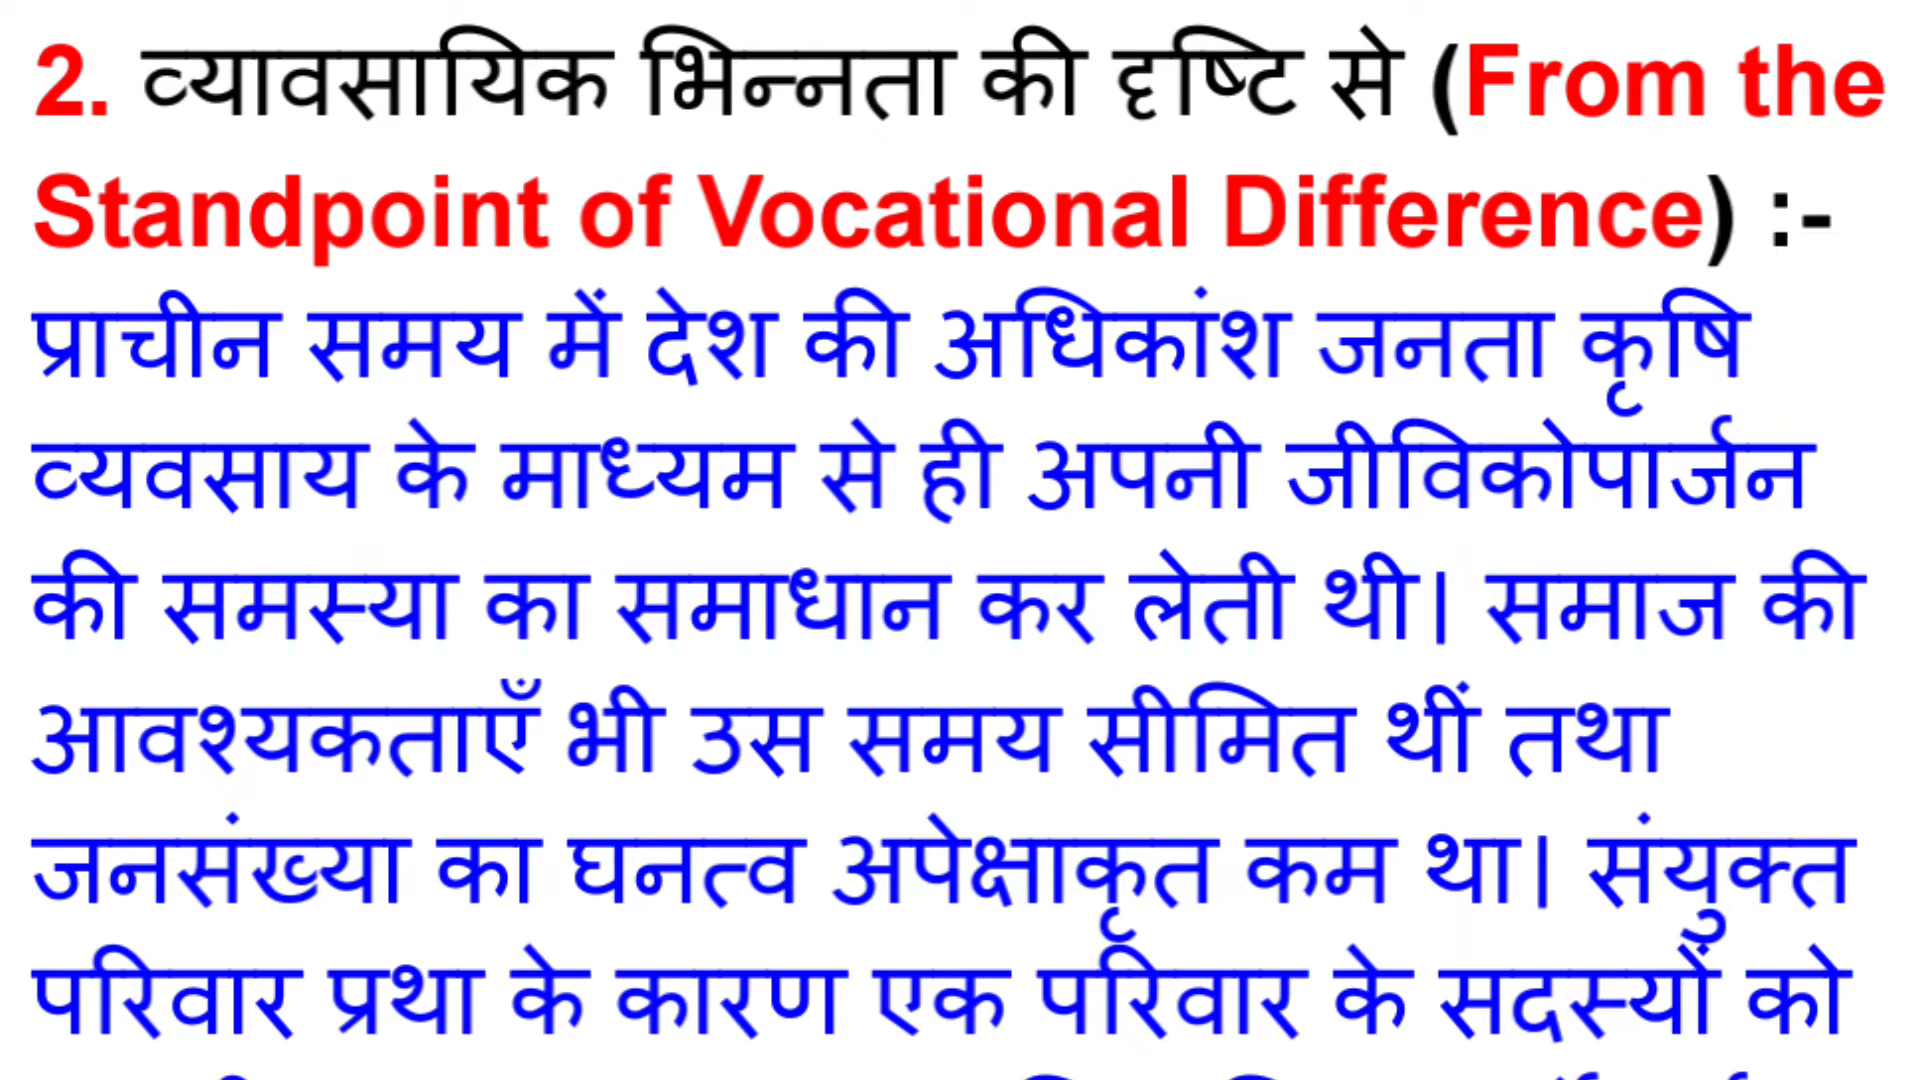 2. व्यावसायिक भिन्नता की दृष्टि से (From the
Standpoint of Vocational Difference) :-
प्राचीन समय में देश की अधिकांश जनता कृषि
व्यवसाय के माध्यम से ही अपनी जीविकोपार्जन
की समस्या का समाधान कर लेती थी। समाज की
आवश्यकताएँ भी उस समय सीमित थीं तथा
जनसंख्या का घनत्व अपेक्षाकृत कम था। संयुक्त
परिवार प्रथा के कारण एक परिवार के सदस्यों को